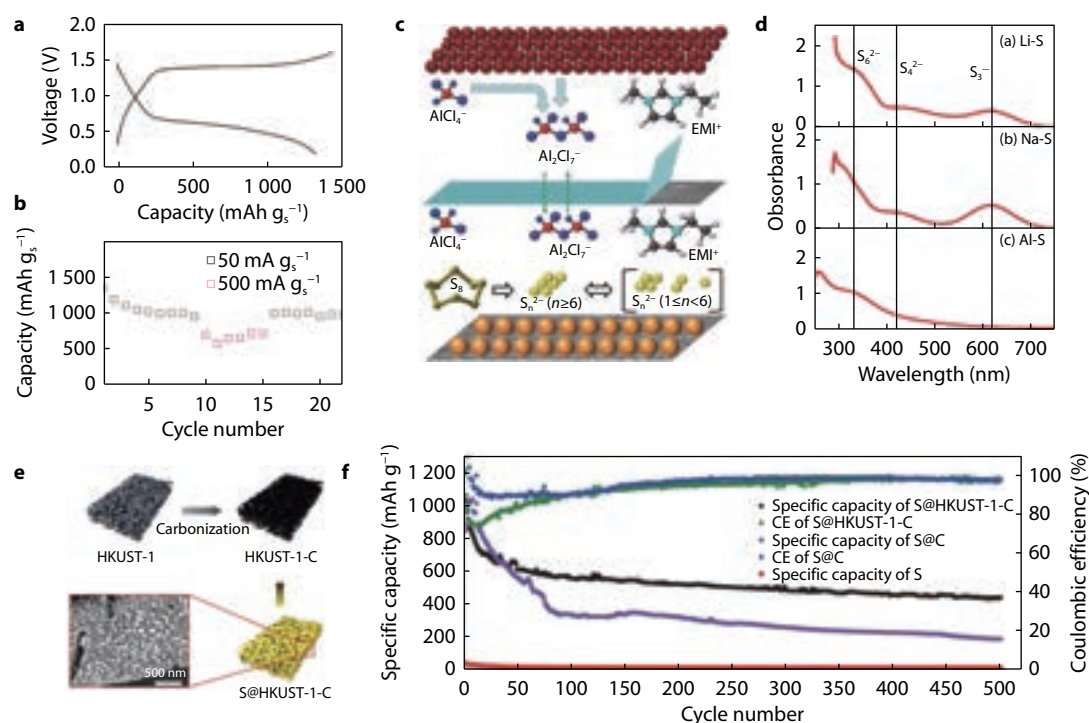 a
2.0
1.5
1.0
0.5
0.0
Voltage (V)
0 500 1 000 1 500
Capacity (mAh gₛ⁻¹)
b
Capacity (mAh gₛ⁻¹)
1 500
1 000
500
0
50 mA gₛ⁻¹
500 mA gₛ⁻¹
5 10 15 20
Cycle number
c
AlCl₄⁻
Al₂Cl₇⁻
EMI⁺
AlCl₄⁻
Al₂Cl₇⁻
EMI⁺
S₈
Sₙ²⁻ (n≥6)
Sₙ²⁻ (1≤n<6)
d
Absorbance
2
1
0
S₆²⁻
S₄²⁻
S₃·⁻
(a) Li-S
2
1
0
(b) Na-S
2
1
0
(c) Al-S
300 400 500 600 700
Wavelength (nm)
e
HKUST-1
Carbonization
HKUST-1-C
500 nm
S@HKUST-1-C
f
Specific capacity (mAh g⁻¹)
1 200
1 000
800
600
400
200
0
Specific capacity of S@HKUST-1-C
CE of S@HKUST-1-C
Specific capacity of S@C
CE of S@C
Specific capacity of S
100
80
60
40
20
0
Coulombic efficiency (%)
0 50 100 150 200 250 300 350 400 450 500
Cycle number